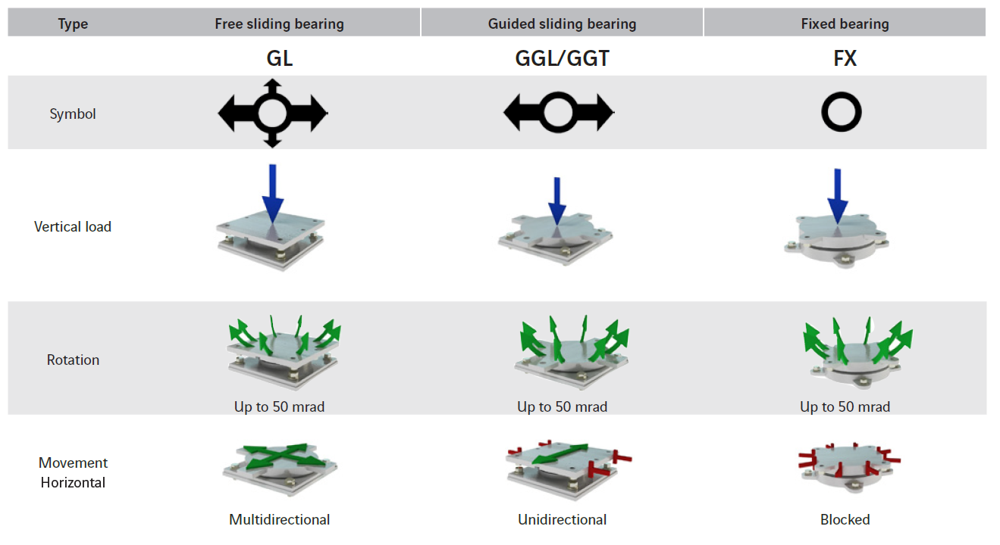 Type
Free sliding bearing
Guided sliding bearing
Fixed bearing
GL
GGL/GGT
FX
Symbol
Vertical load
Rotation
Up to 50 mrad
Up to 50 mrad
Up to 50 mrad
Movement
Horizontal
Multidirectional
Unidirectional
Blocked